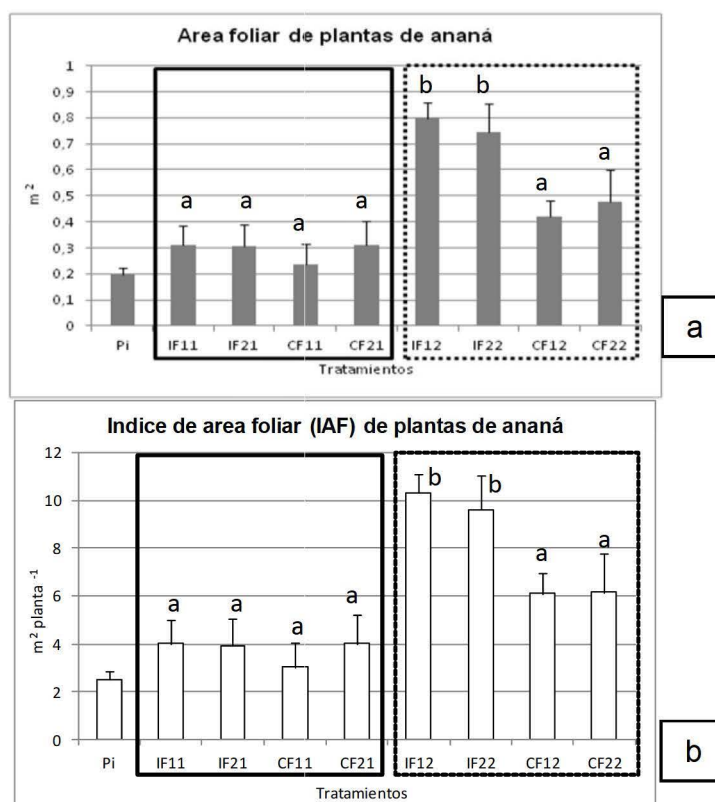 Area foliar de plantas de ananá
1
0,9
0,8
0,7
0,6
0,5
0,4
0,3
0,2
0,1
0
m²
a a a a b b a a
Pi IF11 IF21 CF11 CF21 IF12 IF22 CF12 CF22
Tratamientos
a
Indice de area foliar (IAF) de plantas de ananá
12
10
8
6
4
2
0
m² planta ⁻¹
a a a a b b a a
Pi IF11 IF21 CF11 CF21 IF12 IF22 CF12 CF22
Tratamientos
b